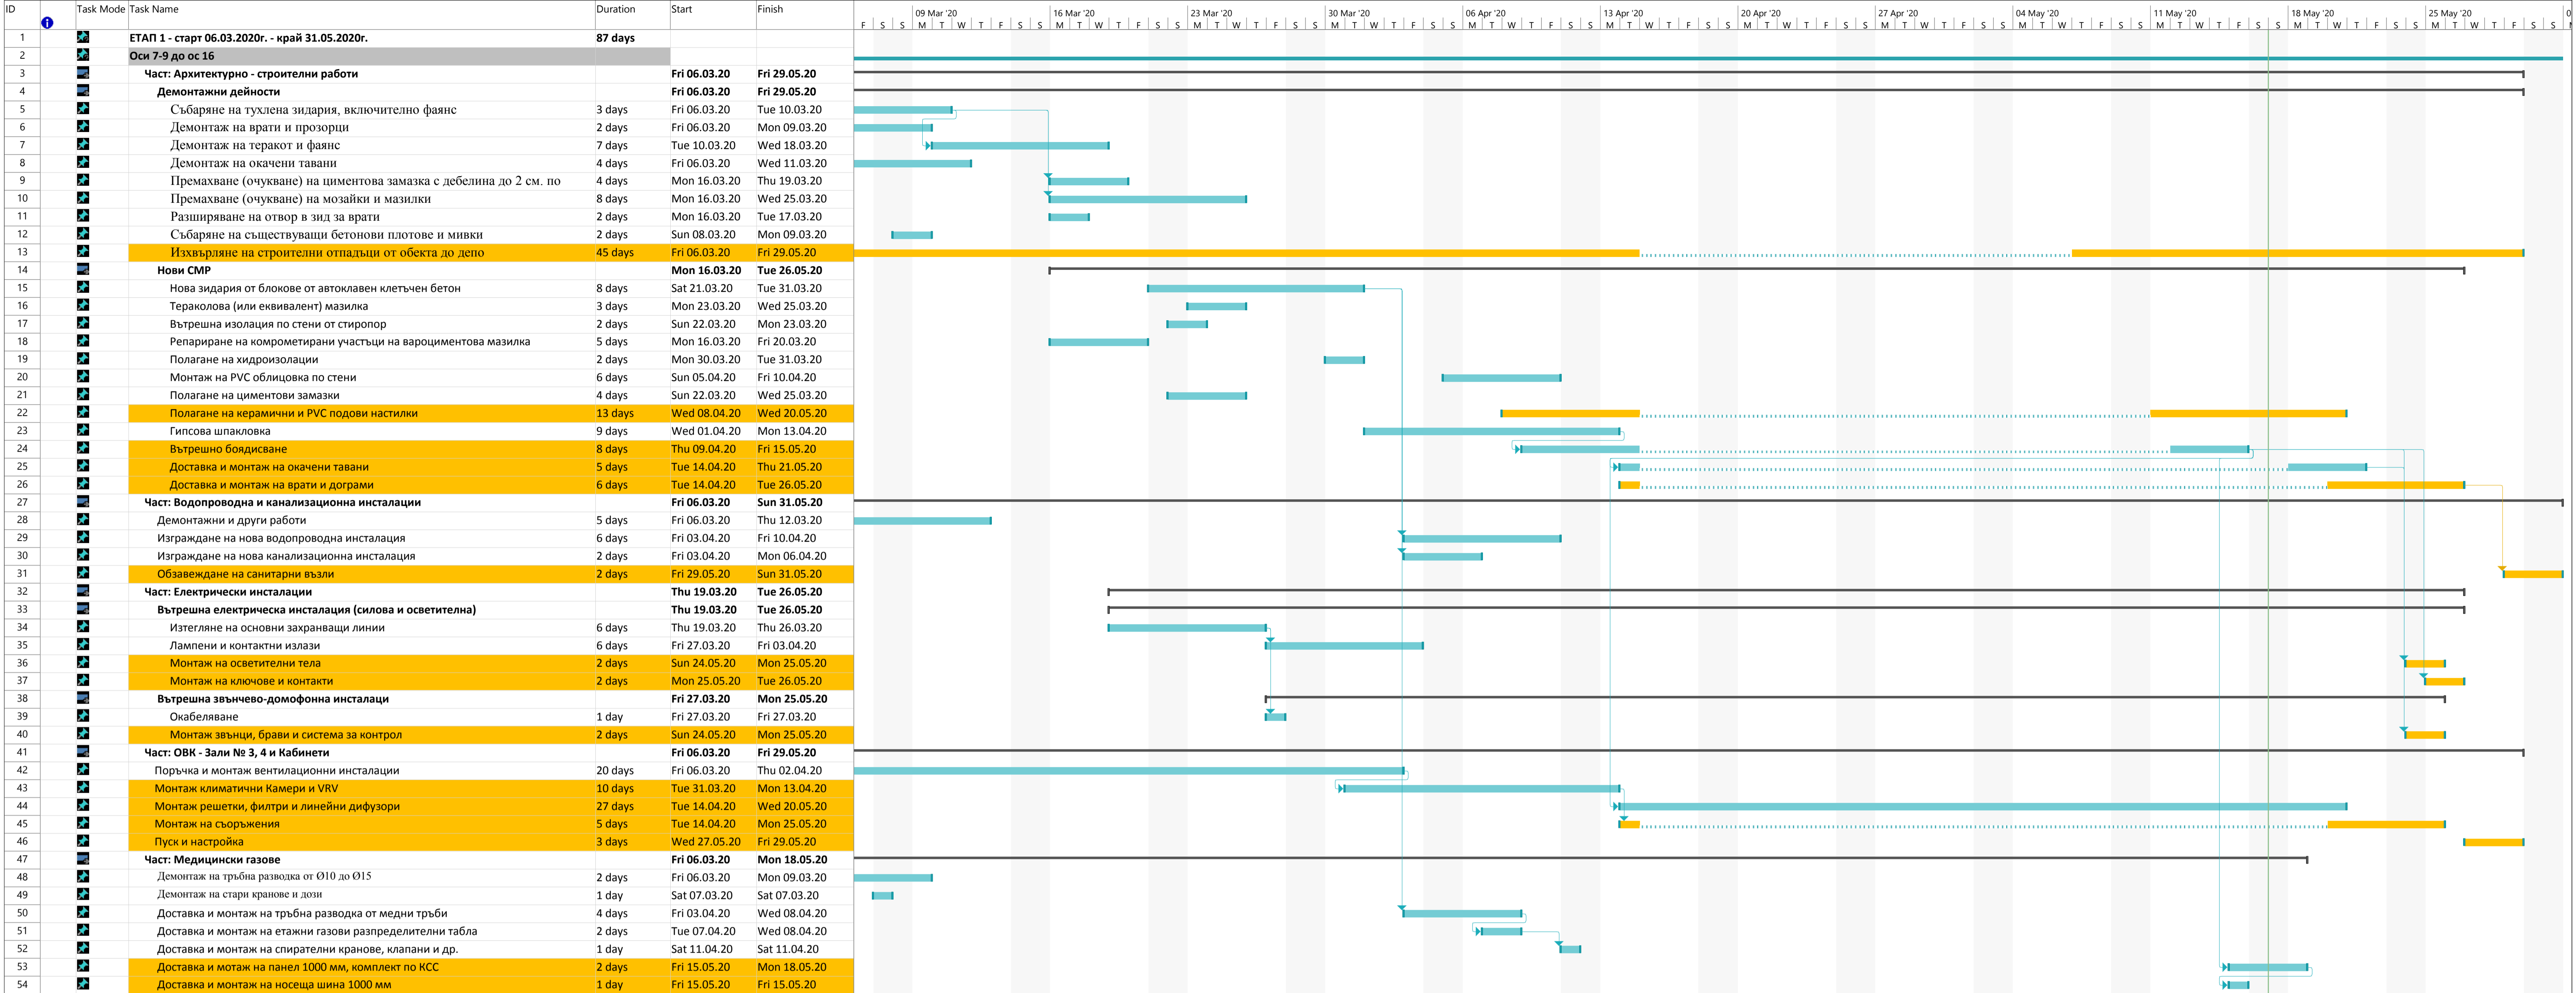 ID Task Mode Task Name Duration Start Finish 09 Mar '20 16 Mar '20 23 Mar '20 30 Mar '20 06 Apr '20 13 Apr '20 20 Apr '20 27 Apr '20 04 May '20 11 May '20 18 May '20 25 May '20 0
F S S M T W T F S S M T W T F S S M T W T F S S M T W T F S S M T W T F S S M T W T F S S M T W T F S S M T W T F S S M T W T F S S M T W T F S S M T W T F S S M T W T F S S
1 ЕТАП 1 - старт 06.03.2020г. - край 31.05.2020г. 87 days
2 Оси 7-9 до ос 16
3 Част: Архитектурно - строителни работи Fri 06.03.20 Fri 29.05.20
4 Демонтажни дейности Fri 06.03.20 Fri 29.05.20
5 Събаряне на тухлена зидария, включително фаянс 3 days Fri 06.03.20 Tue 10.03.20
6 Демонтаж на врати и прозорци 2 days Fri 06.03.20 Mon 09.03.20
7 Демонтаж на теракот и фаянс 7 days Tue 10.03.20 Wed 18.03.20
8 Демонтаж на окачени тавани 4 days Fri 06.03.20 Wed 11.03.20
9 Премахване (очукване) на циментова замазка с дебелина до 2 см. по 4 days Mon 16.03.20 Thu 19.03.20
10 Премахване (очукване) на мозайки и мазилки 8 days Mon 16.03.20 Wed 25.03.20
11 Разширяване на отвор в зид за врати 2 days Mon 16.03.20 Tue 17.03.20
12 Събаряне на съществуващи бетонови плотове и мивки 2 days Sun 08.03.20 Mon 09.03.20
13 Изхвърляне на строителни отпадъци от обекта до депо 45 days Fri 06.03.20 Fri 29.05.20
14 Нови СМР Mon 16.03.20 Tue 26.05.20
15 Нова зидария от блокове от автоклавен клетъчен бетон 8 days Sat 21.03.20 Tue 31.03.20
16 Тераколова (или еквивалент) мазилка 3 days Mon 23.03.20 Wed 25.03.20
17 Вътрешна изолация по стени от стиропор 2 days Sun 22.03.20 Mon 23.03.20
18 Репариране на компрометирани участъци на вароциментова мазилка 5 days Mon 16.03.20 Fri 20.03.20
19 Полагане на хидроизолации 2 days Mon 30.03.20 Tue 31.03.20
20 Монтаж на PVC облицовка по стени 6 days Sun 05.04.20 Fri 10.04.20
21 Полагане на циментови замазки 4 days Sun 22.03.20 Wed 25.03.20
22 Полагане на керамични и PVC подови настилки 13 days Wed 08.04.20 Wed 20.05.20
23 Гипсова шпакловка 9 days Wed 01.04.20 Mon 13.04.20
24 Вътрешно боядисване 8 days Thu 09.04.20 Fri 15.05.20
25 Доставка и монтаж на окачени тавани 5 days Tue 14.04.20 Thu 21.05.20
26 Доставка и монтаж на врати и дограми 6 days Tue 14.04.20 Tue 26.05.20
27 Част: Водопроводна и канализационна инсталации Fri 06.03.20 Sun 31.05.20
28 Демонтажни и други работи 5 days Fri 06.03.20 Thu 12.03.20
29 Изграждане на нова водопроводна инсталация 6 days Fri 03.04.20 Fri 10.04.20
30 Изграждане на нова канализационна инсталация 2 days Fri 03.04.20 Mon 06.04.20
31 Обзавеждане на санитарни възли 2 days Fri 29.05.20 Sun 31.05.20
32 Част: Електрически инсталации Thu 19.03.20 Tue 26.05.20
33 Вътрешна електрическа инсталация (силова и осветителна) Thu 19.03.20 Tue 26.05.20
34 Изтегляне на основни захранващи линии 6 days Thu 19.03.20 Thu 26.03.20
35 Лампени и контактни излази 6 days Fri 27.03.20 Fri 03.04.20
36 Монтаж на осветителни тела 2 days Sun 24.05.20 Mon 25.05.20
37 Монтаж на ключове и контакти 2 days Mon 25.05.20 Tue 26.05.20
38 Вътрешна звънчево-домофонна инсталаци Fri 27.03.20 Mon 25.05.20
39 Окабеляване 1 day Fri 27.03.20 Fri 27.03.20
40 Монтаж звънци, брави и система за контрол 2 days Sun 24.05.20 Mon 25.05.20
41 Част: ОВК - Зали № 3, 4 и Кабинети Fri 06.03.20 Fri 29.05.20
42 Поръчка и монтаж вентилационни инсталации 20 days Fri 06.03.20 Thu 02.04.20
43 Монтаж климатични Камери и VRV 10 days Tue 31.03.20 Mon 13.04.20
44 Монтаж решетки, филтри и линейни дифузори 27 days Tue 14.04.20 Wed 20.05.20
45 Монтаж на съоръжения 5 days Tue 14.04.20 Mon 25.05.20
46 Пуск и настройка 3 days Wed 27.05.20 Fri 29.05.20
47 Част: Медицински газове Fri 06.03.20 Mon 18.05.20
48 Демонтаж на тръбна разводка от Ø10 до Ø15 2 days Fri 06.03.20 Mon 09.03.20
49 Демонтаж на стари кранове и дози 1 day Sat 07.03.20 Sat 07.03.20
50 Доставка и монтаж на тръбна разводка от медни тръби 4 days Fri 03.04.20 Wed 08.04.20
51 Доставка и монтаж на етажни газови разпределителни табла 2 days Tue 07.04.20 Wed 08.04.20
52 Доставка и монтаж на спирателни кранове, клапани и др. 1 day Sat 11.04.20 Sat 11.04.20
53 Доставка и мотаж на панел 1000 мм, комплект по КСС 2 days Fri 15.05.20 Mon 18.05.20
54 Доставка и монтаж на носеща шина 1000 мм 1 day Fri 15.05.20 Fri 15.05.20